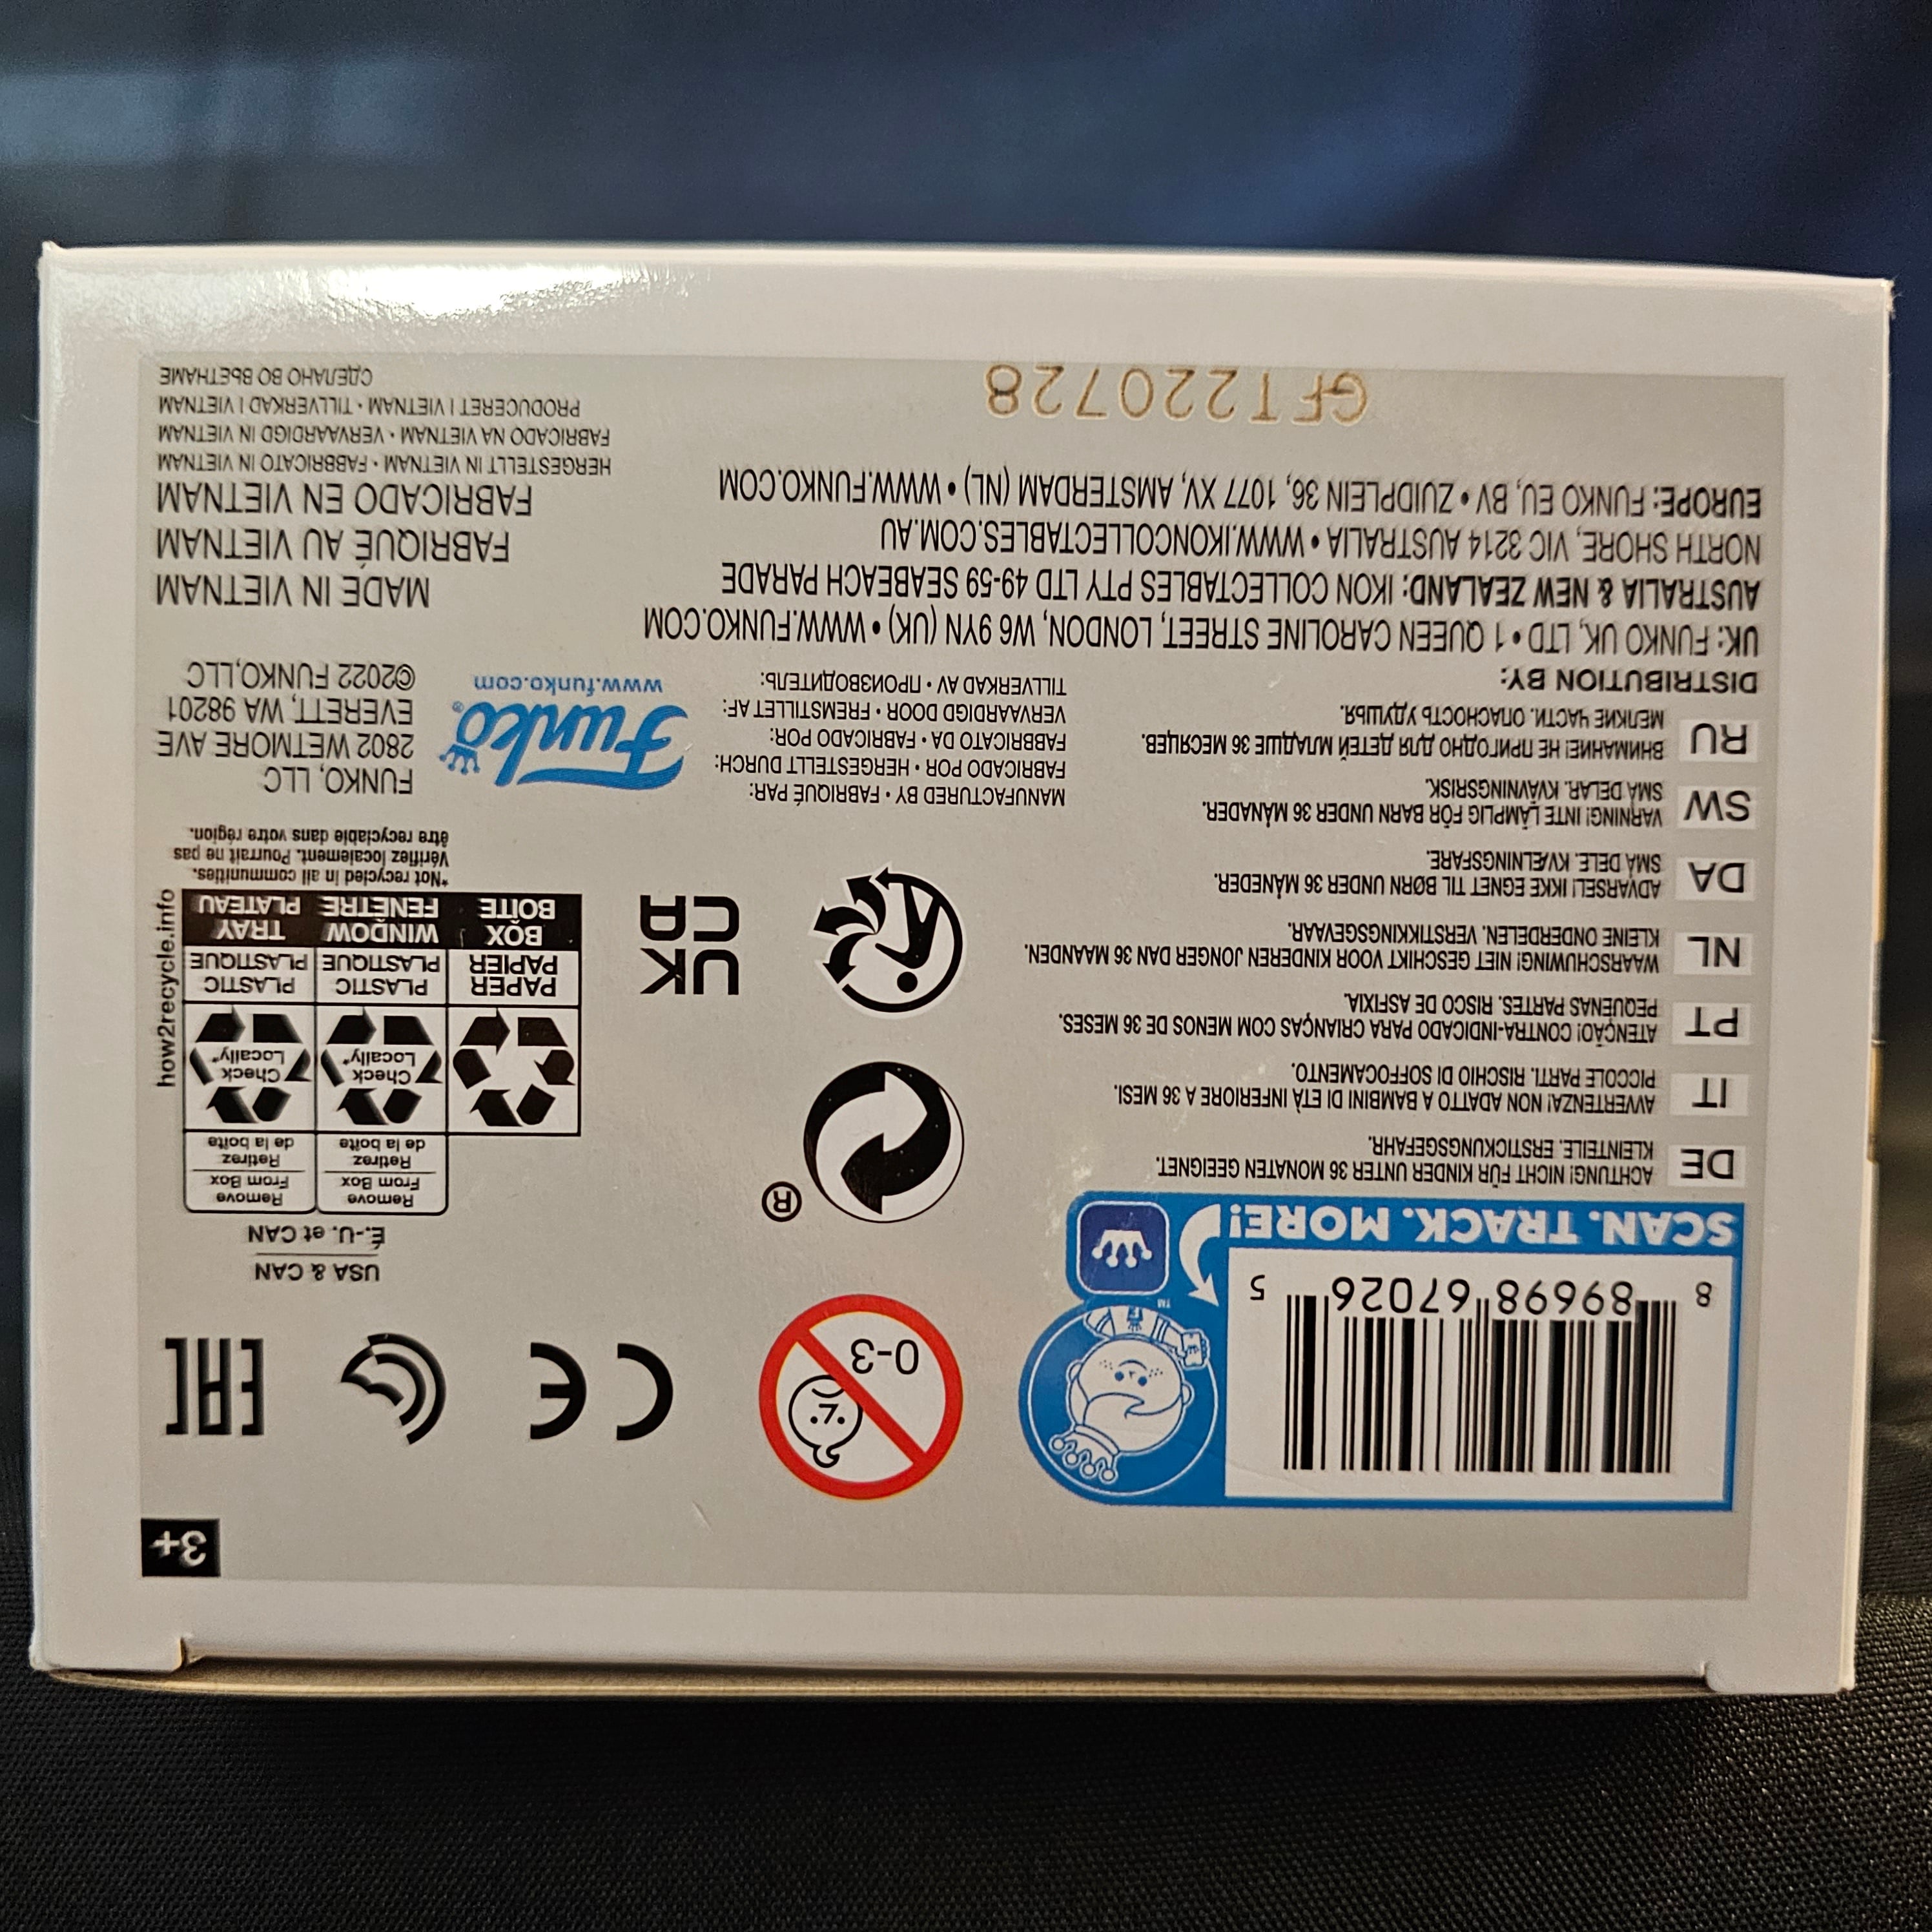 3+
8 89698 67026 5
SCAN. TRACK. MORE!
TM
0-3
CE
EAC
USA & CAN
É.-U. et CAN
Remove
From Box
Retirez
de la boîte
Remove
From Box
Retirez
de la boîte
Check
Locally*
Check
Locally*
PAPER
PAPIER
PLASTIC
PLASTIQUE
PLASTIC
PLASTIQUE
BOX
BOÎTE
WINDOW
FENÊTRE
TRAY
PLATEAU
how2recycle.info
*Not recycled in all communities.
Vérifiez localement. Pourrait ne pas
être recyclable dans votre région.
®
UK
CA
DE
ACHTUNG! NICHT FÜR KINDER UNTER 36 MONATEN GEEIGNET.
KLEINTEILE. ERSTICKUNGSGEFAHR.
IT
AVVERTENZA! NON ADATTO A BAMBINI DI ETÀ INFERIORE A 36 MESI.
PICCOLE PARTI. RISCHIO DI SOFFOCAMENTO.
PT
ATENÇÃO! CONTRA-INDICADO PARA CRIANÇAS COM MENOS DE 36 MESES.
PEQUENAS PARTES. RISCO DE ASFIXIA.
NL
WAARSCHUWING! NIET GESCHIKT VOOR KINDEREN JONGER DAN 36 MAANDEN.
KLEINE ONDERDELEN. VERSTIKKINGSGEVAAR.
DA
ADVARSEL! IKKE EGNET TIL BØRN UNDER 36 MÅNEDER.
SMÅ DELE. KVÆLNINGSFARE.
SW
VARNING! INTE LÄMPLIG FÖR BARN UNDER 36 MÅNADER.
SMÅ DELAR. KVÄVNINGSRISK.
RU
ВНИМАНИЕ! НЕ ПРИГОДНО ДЛЯ ДЕТЕЙ МЛАДШЕ 36 МЕСЯЦЕВ.
МЕЛКИЕ ЧАСТИ. ОПАСНОСТЬ УДУШЬЯ.
MANUFACTURED BY • FABRIQUÉ PAR:
FABRICADO POR • HERGESTELLT DURCH:
FABBRICATO DA • FABRICADO POR:
VERVAARDIGD DOOR • FREMSTILLET AF:
TILLVERKAD AV • ПРОИЗВОДИТЕЛЬ:
Funko®
www.funko.com
FUNKO, LLC
2802 WETMORE AVE
EVERETT, WA 98201
©2022 FUNKO,LLC
DISTRIBUTION BY:
UK: FUNKO UK, LTD • 1 QUEEN CAROLINE STREET, LONDON, W6 9YN (UK) • WWW.FUNKO.COM
AUSTRALIA & NEW ZEALAND: IKON COLLECTABLES PTY LTD 49-59 SEABEACH PARADE
NORTH SHORE, VIC 3214 AUSTRALIA • WWW.IKONCOLLECTABLES.COM.AU
EUROPE: FUNKO EU, BV • ZUIDPLEIN 36, 1077 XV, AMSTERDAM (NL) • WWW.FUNKO.COM
MADE IN VIETNAM
FABRIQUÉ AU VIETNAM
FABRICADO EN VIETNAM
HERGESTELLT IN VIETNAM • FABBRICATO IN VIETNAM
FABRICADO NA VIETNAM • VERVAARDIGD IN VIETNAM
PRODUCERET I VIETNAM • TILLVERKAD I VIETNAM
СДЕЛАНО ВО ВЬЕТНАМЕ
GFT220728